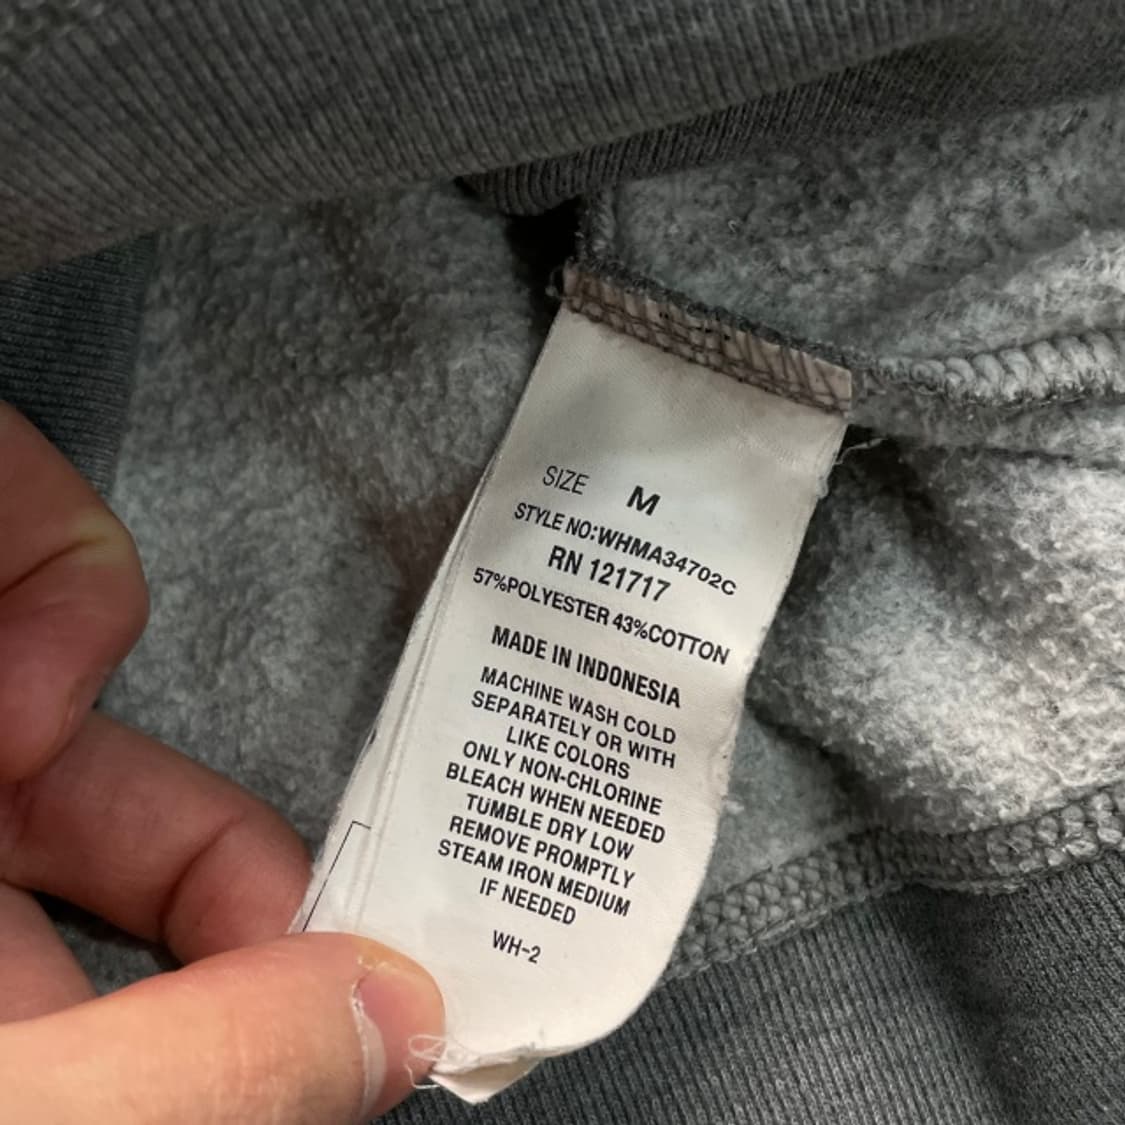 SIZE M
STYLE NO:WHMA34702C
RN 121717
57%POLYESTER 43%COTTON
MADE IN INDONESIA
MACHINE WASH COLD
SEPARATELY OR WITH
LIKE COLORS
ONLY NON-CHLORINE
BLEACH WHEN NEEDED
TUMBLE DRY LOW
REMOVE PROMPTLY
STEAM IRON MEDIUM
IF NEEDED
WH-2